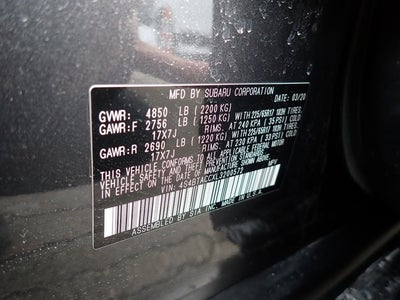 MFD BY SUBARU CORPORATION
DATE: 03/20
GVWR: 4850 LB (2200 KG)
GAWR:F 2756 LB (1250 KG) WITH 225/65R17 102H TIRES.
17X7J RIMS. AT 240 KPA (35 PSI) COLD
GAWR:R 2690 LB (1220 KG) WITH 225/65R17 102H TIRES.
17X7J RIMS. AT 230 KPA (33 PSI) COLD
THIS VEHICLE CONFORMS TO ALL APPLICABLE FEDERAL MOTOR
VEHICLE SAFETY AND BUMPER STANDARDS
IN EFFECT ON THE DATE OF MANUFACTURE SHOWN ABOVE. MPV
ASSEMBLED BY SIA INC. IN U.S.A.